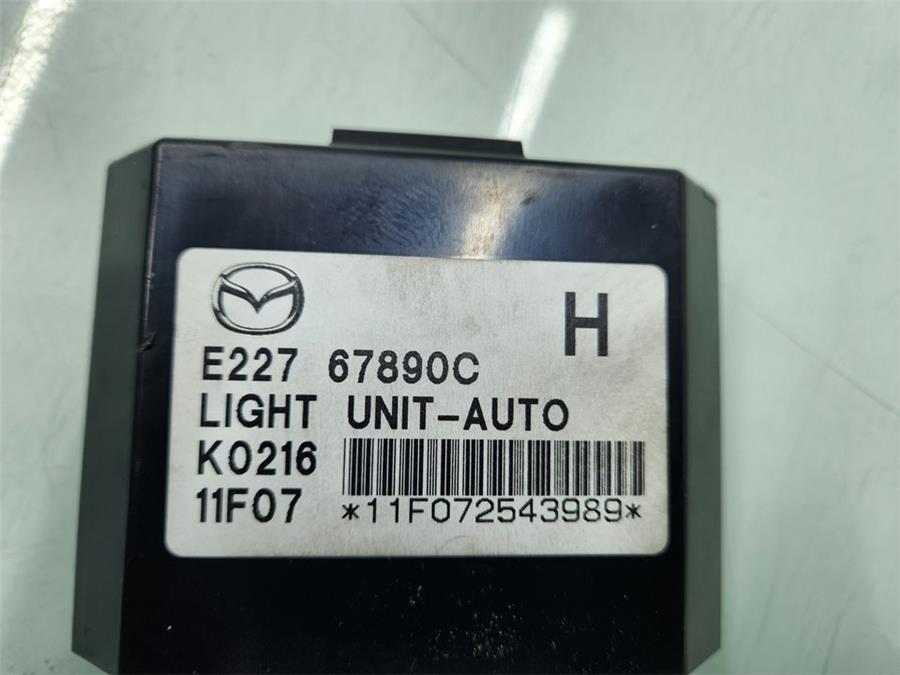 H
E227 67890C
LIGHT UNIT-AUTO
K0216
11F07 *11F072543989*